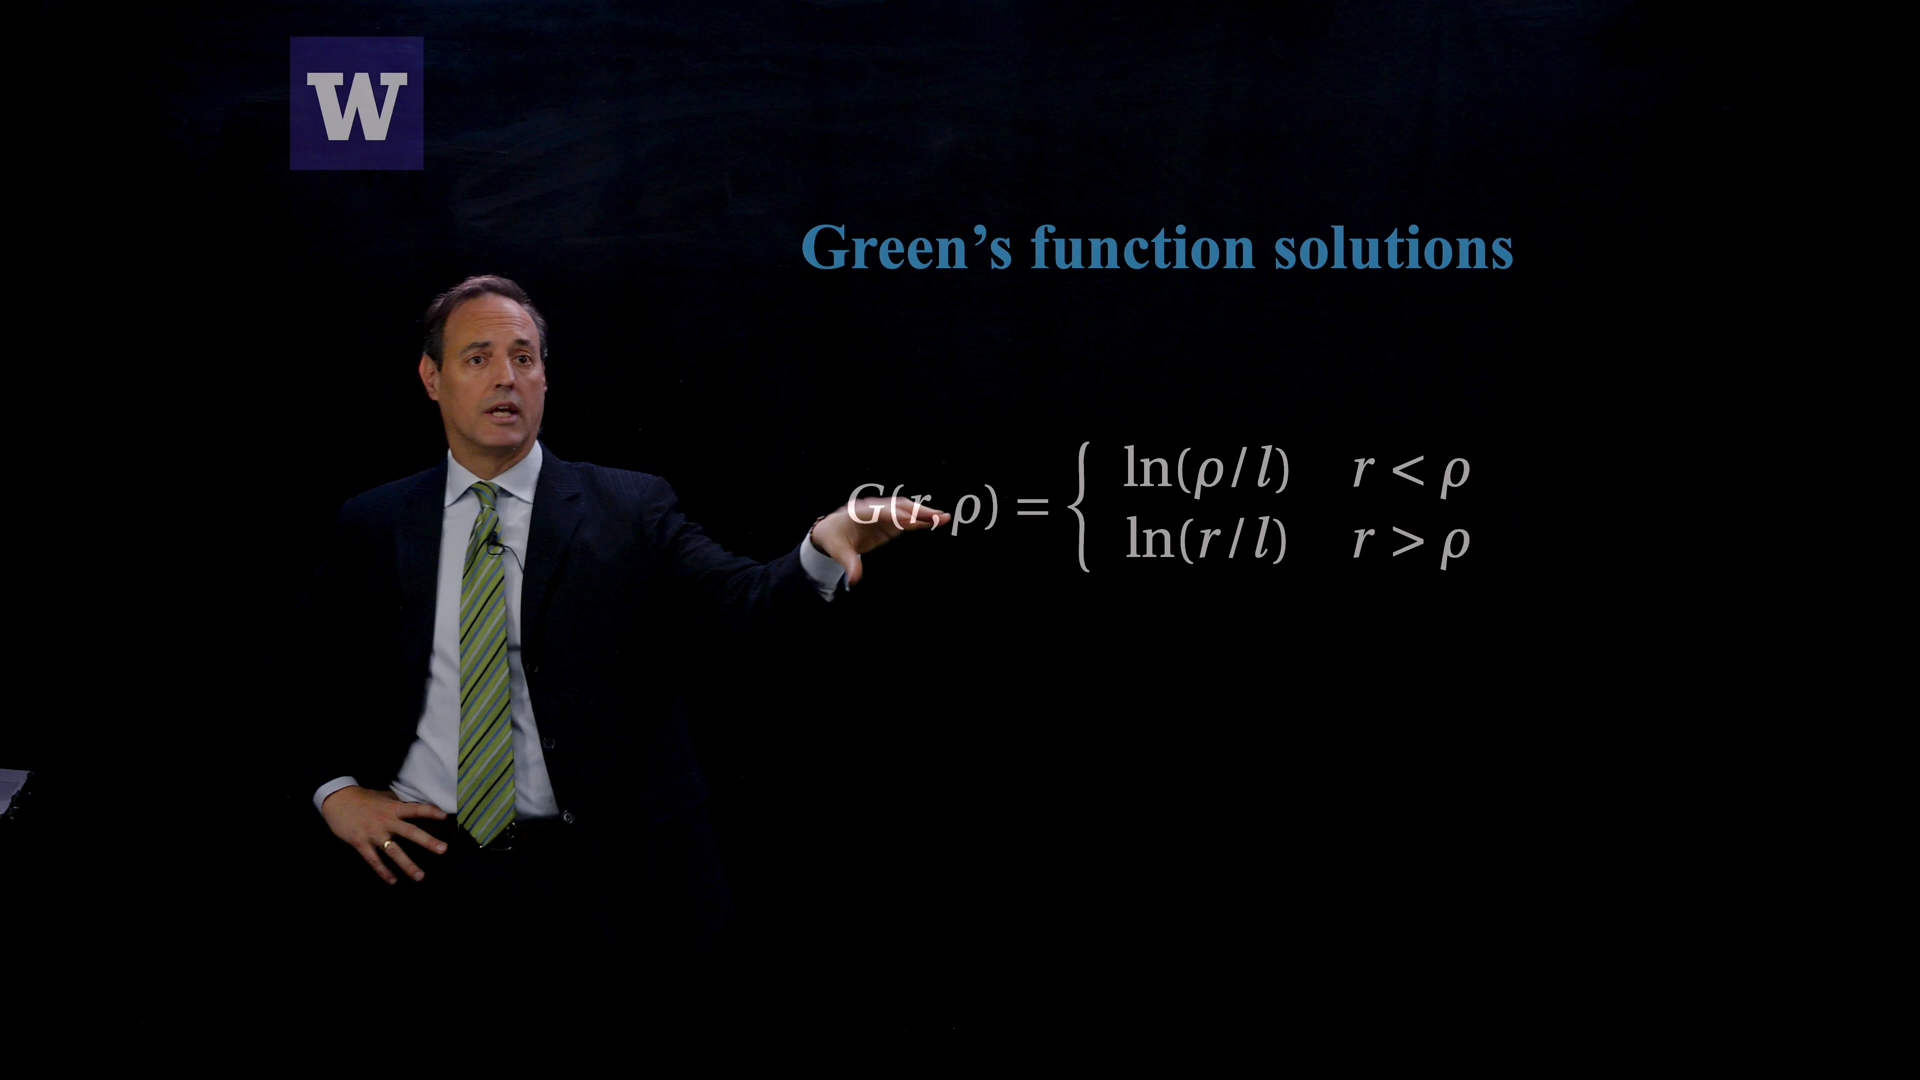 W
Green’s function solutions
G(r, ρ) = { ln(ρ/l) r < ρ
ln(r/l) r > ρ